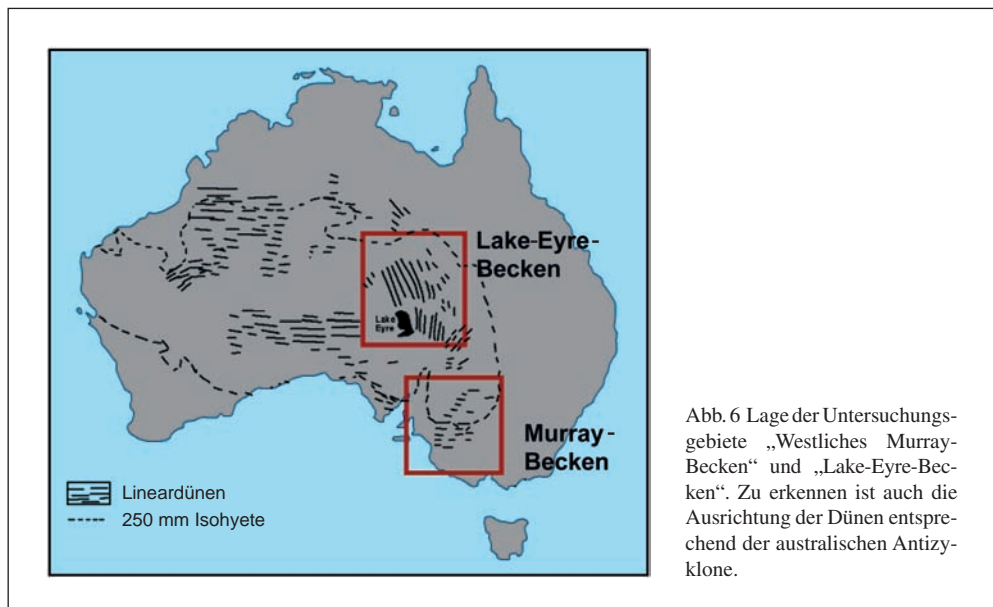 Lake-Eyre-
Becken
Lake
Eyre
Murray-
Becken
Lineardünen
250 mm Isohyete
Abb. 6 Lage der Untersuchungs-
gebiete „Westliches Murray-
Becken“ und „Lake-Eyre-Bec-
ken“. Zu erkennen ist auch die
Ausrichtung der Dünen entspre-
chend der australischen Antizy-
klone.